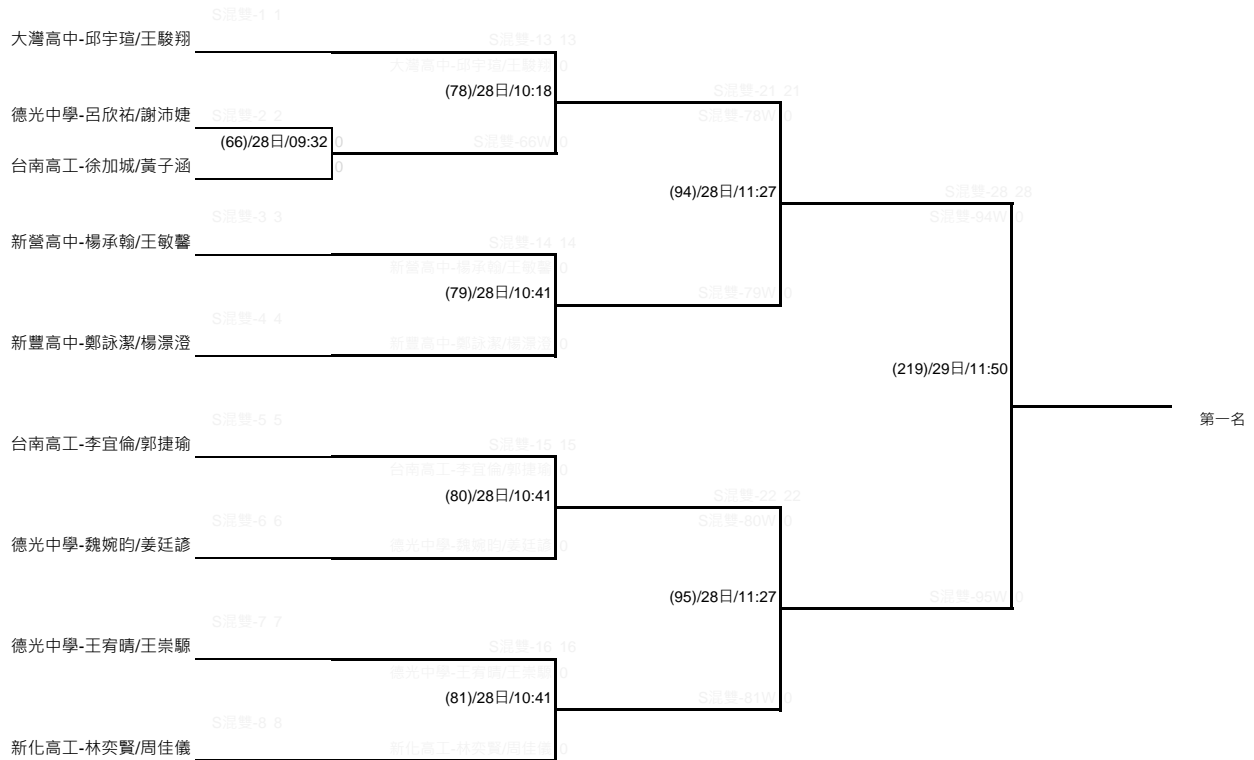 S混雙-1 1
大灣高中-邱宇瑄/王駿翔
S混雙-13 13
大灣高中-邱宇瑄/王駿翔 0
(78)/28日/10:18
S混雙-21 21
德光中學-呂欣祐/謝沛婕
S混雙-2 2
S混雙-78W 0
(66)/28日/09:32 0
S混雙-66W 0
台南高工-徐加城/黃子涵
0
(94)/28日/11:27
S混雙-28 28
S混雙-3 3
S混雙-94W 0
新營高中-楊承翰/王敏馨
S混雙-14 14
新營高中-楊承翰/王敏馨 0
(79)/28日/10:41
S混雙-79W 0
S混雙-4 4
新豐高中-鄭詠潔/楊澋澄
新豐高中-鄭詠潔/楊澋澄 0
(219)/29日/11:50
第一名
S混雙-5 5
台南高工-李宜倫/郭捷瑜
S混雙-15 15
台南高工-李宜倫/郭捷瑜 0
(80)/28日/10:41
S混雙-22 22
S混雙-6 6
S混雙-80W 0
德光中學-魏婉昀/姜廷諺
德光中學-魏婉昀/姜廷諺 0
(95)/28日/11:27
S混雙-95W 0
S混雙-7 7
德光中學-王宥晴/王崇驃
S混雙-16 16
德光中學-王宥晴/王崇驃 0
(81)/28日/10:41
S混雙-81W 0
S混雙-8 8
新化高工-林奕賢/周佳儀
新化高工-林奕賢/周佳儀 0